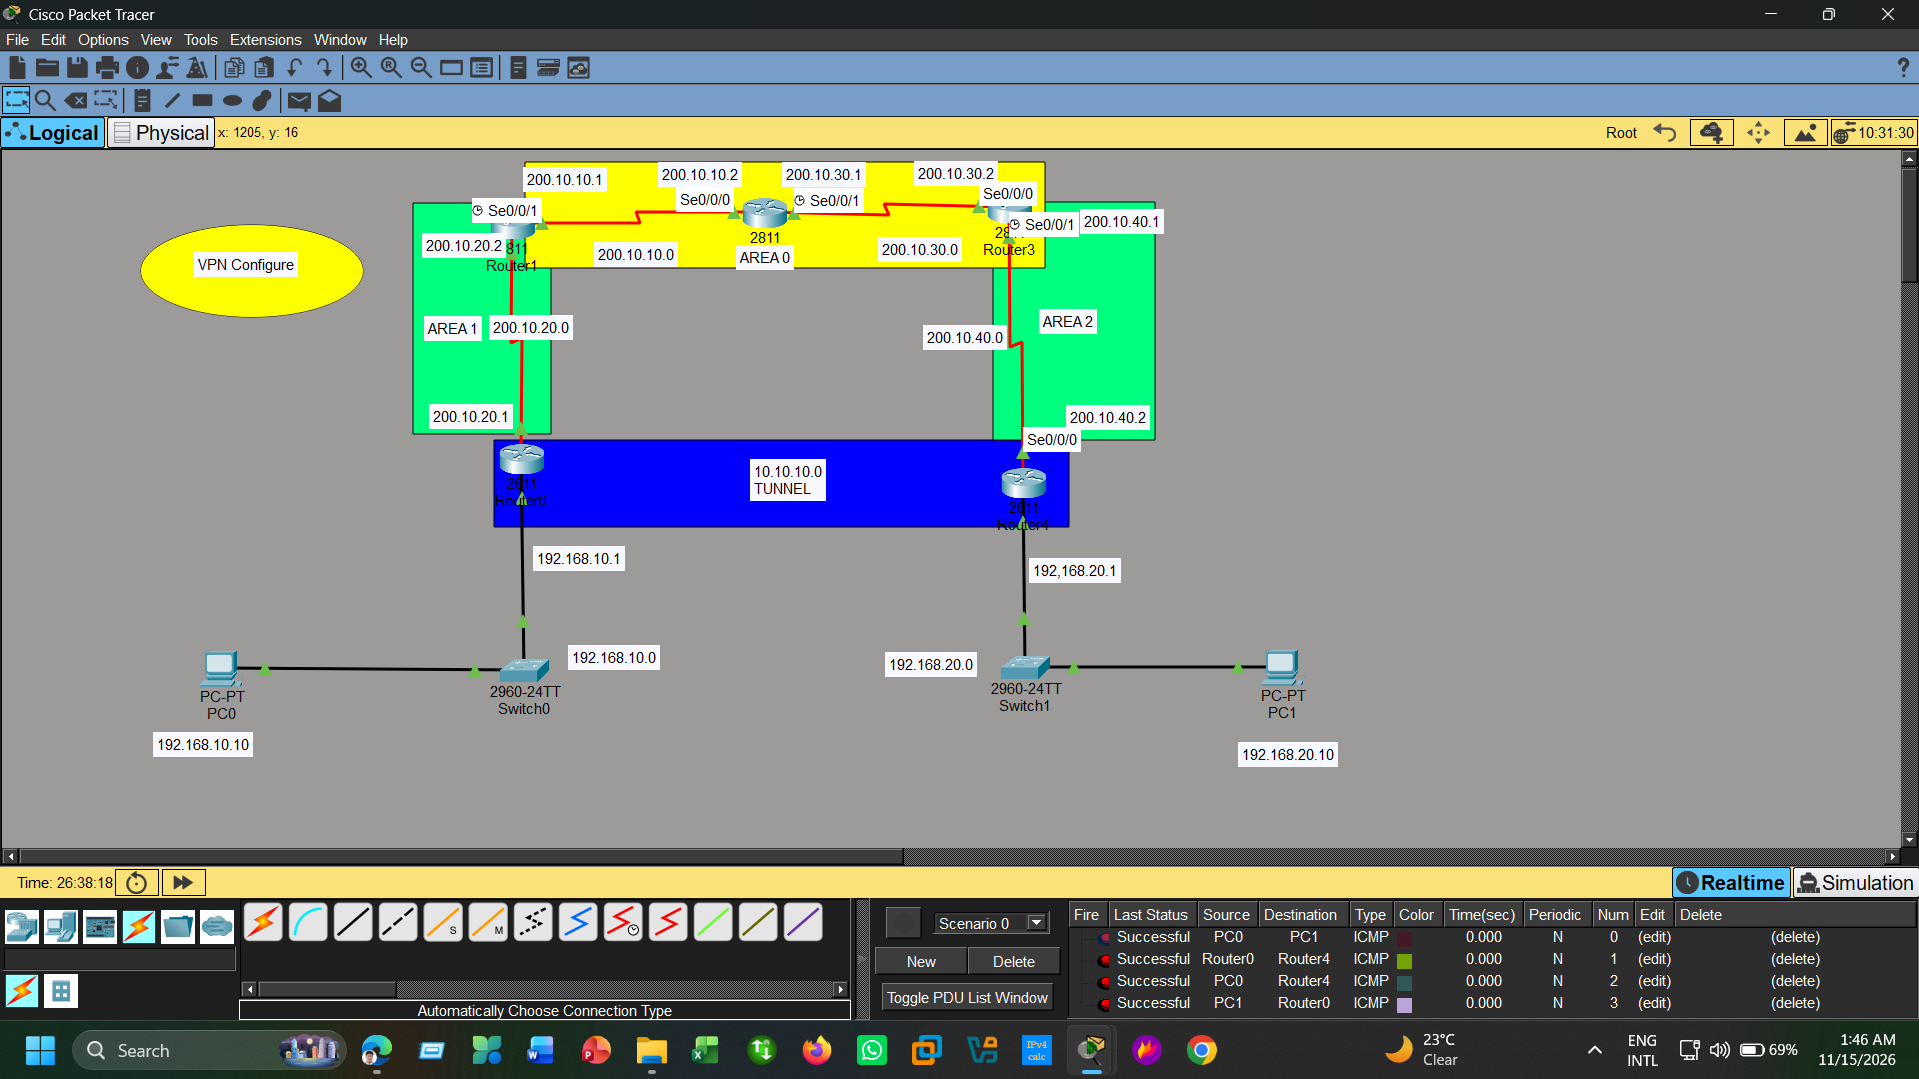 Cisco Packet Tracer
File Edit Options View Tools Extensions Window Help
Logical Physical x: 1205, y: 16 Root 10:31:30
200.10.10.1
200.10.10.2
200.10.30.1
200.10.30.2
Se0/0/1
Se0/0/0
Se0/0/1
Se0/0/0
Se0/0/1
200.10.40.1
200.10.20.2
811
Router1
200.10.10.0
2811
AREA 0
200.10.30.0
28
Router3
VPN Configure
AREA 1
200.10.20.0
200.10.40.0
AREA 2
200.10.20.1
200.10.40.2
Se0/0/0
2811
Router0
10.10.10.0
TUNNEL
2811
Router4
192.168.10.1
192,168.20.1
192.168.10.0
192.168.20.0
PC-PT
PC0
2960-24TT
Switch0
2960-24TT
Switch1
PC-PT
PC1
192.168.10.10
192.168.20.10
Time: 26:38:18 Realtime Simulation
S
M
Automatically Choose Connection Type
Scenario 0
New Delete
Toggle PDU List Window
Fire Last Status Source Destination Type Color Time(sec) Periodic Num Edit Delete
Successful PC0 PC1 ICMP 0.000 N 0 (edit) (delete)
Successful Router0 Router4 ICMP 0.000 N 1 (edit) (delete)
Successful PC0 Router4 ICMP 0.000 N 2 (edit) (delete)
Successful PC1 Router0 ICMP 0.000 N 3 (edit) (delete)
Search
IPv4
calc
23°C
Clear
ENG
INTL
69%
1:46 AM
11/15/2026